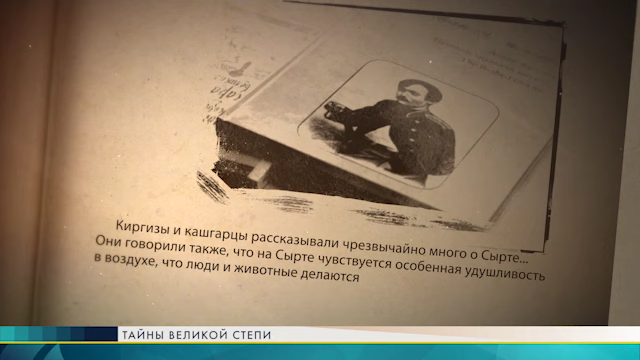 Киргизы и кашгарцы рассказывали чрезвычайно много о Сырте...
Они говорили также, что на Сырте чувствуется особенная удушливость
в воздухе, что люди и животные делаются
ТАЙНЫ ВЕЛИКОЙ СТЕПИ